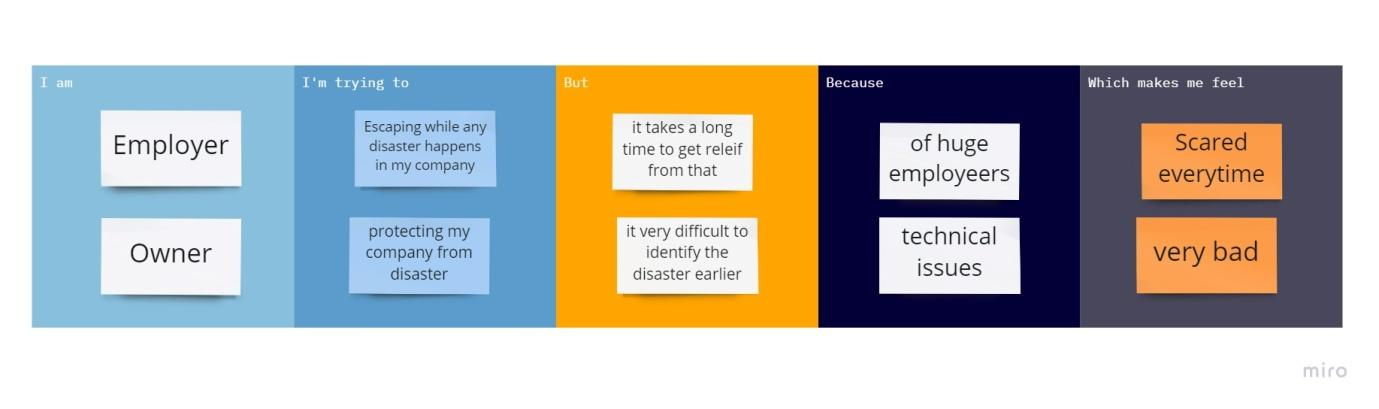 I am
Employer
Owner
I'm trying to
Escaping while any
disaster happens
in my company
protecting my
company from
disaster
But
it takes a long
time to get releif
from that
it very difficult to
identify the
disaster earlier
Because
of huge
employeers
technical
issues
Which makes me feel
Scared
everytime
very bad
miro